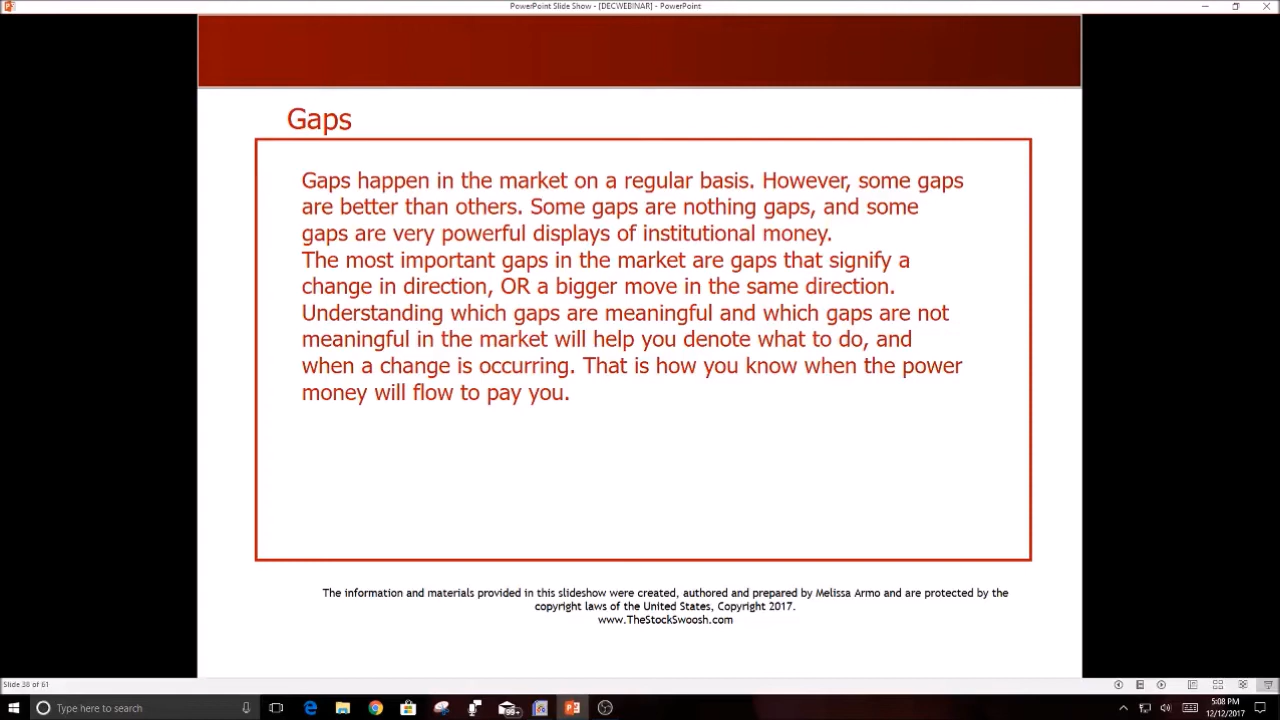 PowerPoint Slide Show - [DECWEBINAR] - PowerPoint
Gaps
Gaps happen in the market on a regular basis. However, some gaps
are better than others. Some gaps are nothing gaps, and some
gaps are very powerful displays of institutional money.
The most important gaps in the market are gaps that signify a
change in direction, OR a bigger move in the same direction.
Understanding which gaps are meaningful and which gaps are not
meaningful in the market will help you denote what to do, and
when a change is occurring. That is how you know when the power
money will flow to pay you.
The information and materials provided in this slideshow were created, authored and prepared by Melissa Armo and are protected by the
copyright laws of the United States, Copyright 2017.
www.TheStockSwoosh.com
Slide 38 of 61
Type here to search
5:08 PM
12/12/2017